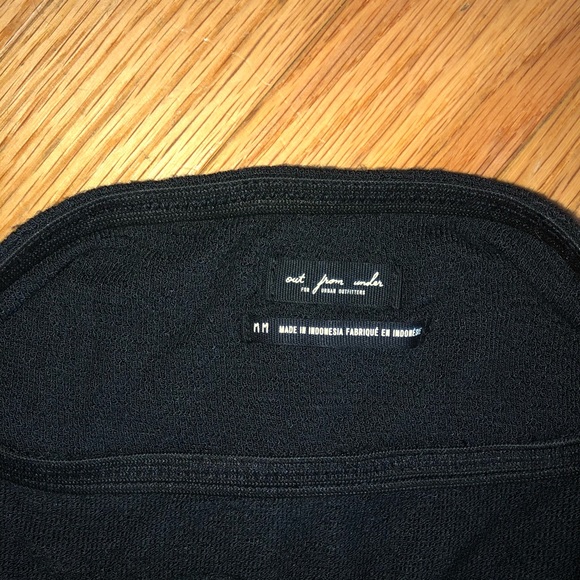 out from under
FOR URBAN OUTFITTERS
M M MADE IN INDONESIA FABRIQUÉ EN INDONÉSIE